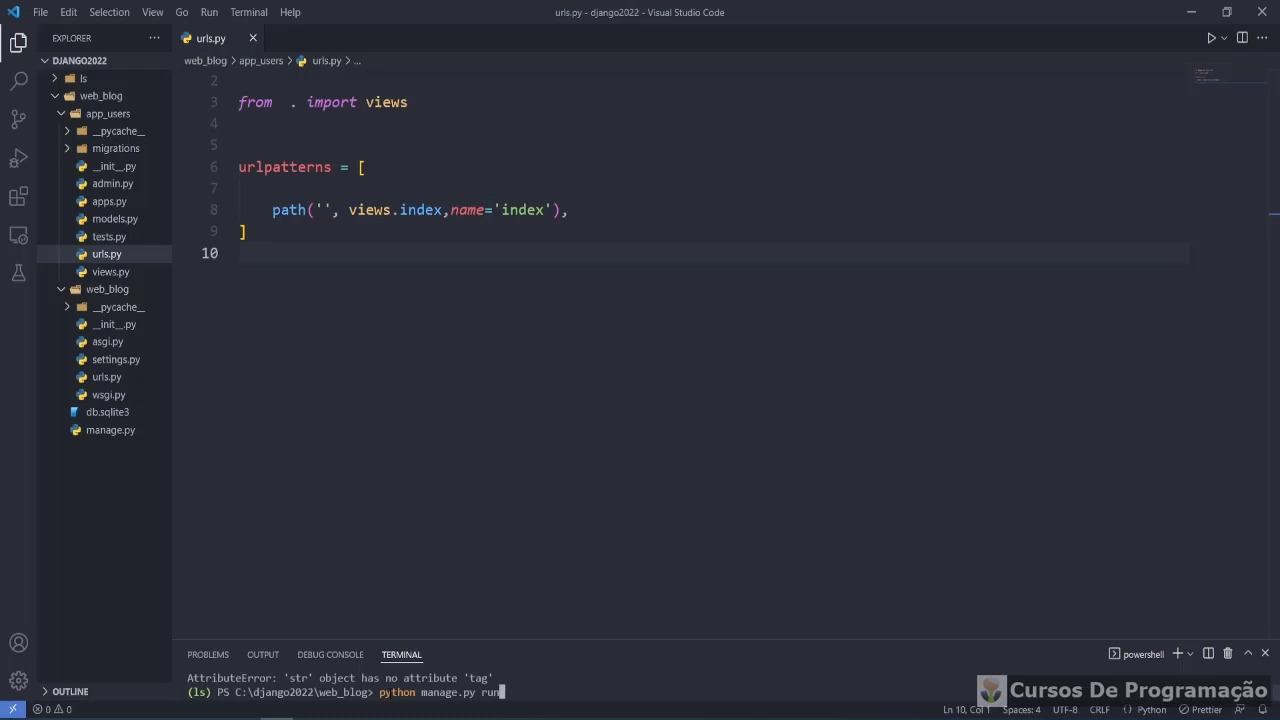 File Edit Selection View Go Run Terminal Help
urls.py - django2022 - Visual Studio Code
EXPLORER
urls.py
DJANGO2022
ls
web_blog
app_users
__pycache__
migrations
__init__.py
admin.py
apps.py
models.py
tests.py
urls.py
views.py
web_blog
__pycache__
__init__.py
asgi.py
settings.py
urls.py
wsgi.py
db.sqlite3
manage.py
OUTLINE
web_blog > app_users > urls.py > ...
2
3 from . import views
4
5
6 urlpatterns = [
7
8 path('', views.index,name='index'),
9 ]
10
PROBLEMS OUTPUT DEBUG CONSOLE TERMINAL
powershell
AttributeError: 'str' object has no attribute 'tag'
(ls) PS C:\django2022\web_blog> python manage.py run
Cursos De Programação
0 0
Ln 10, Col 1 Spaces: 4 UTF-8 CRLF Python Prettier